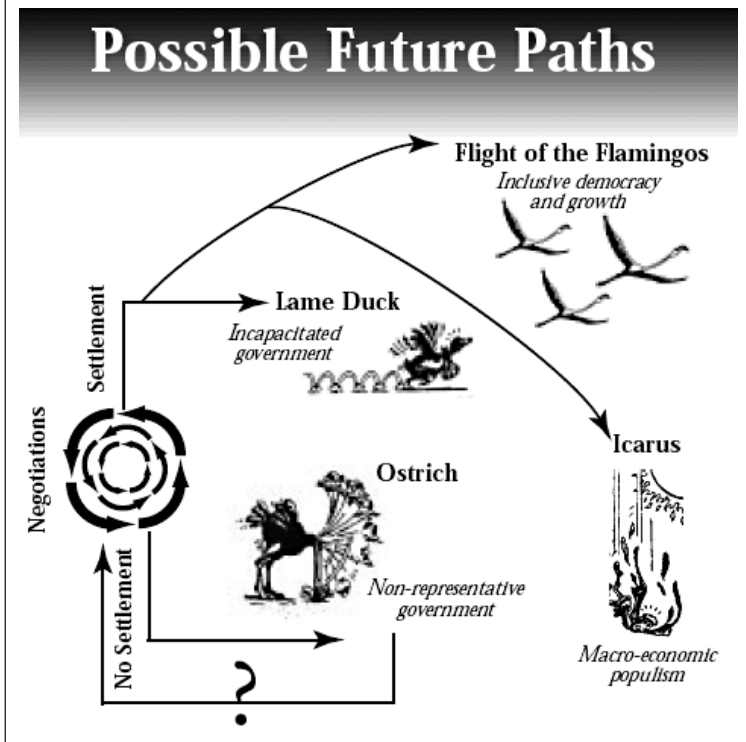 Possible Future Paths
Flight of the Flamingos
Inclusive democracy
and growth
Settlement
Lame Duck
Incapacitated
government
Negotiations
Icarus
Ostrich
No Settlement
Non-representative
government
Macro-economic
populism
?